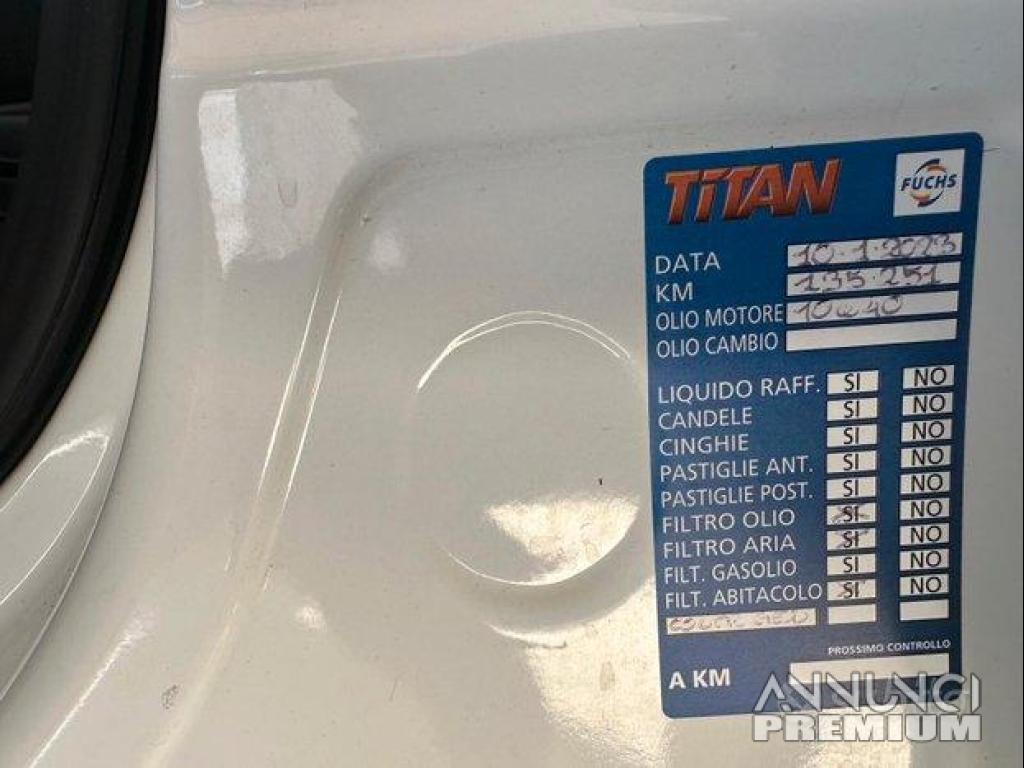 TITAN
FUCHS
DATA 10.1.2023
KM 135.251
OLIO MOTORE 10W40
OLIO CAMBIO
LIQUIDO RAFF. SI NO
CANDELE SI NO
CINGHIE SI NO
PASTIGLIE ANT. SI NO
PASTIGLIE POST. SI NO
FILTRO OLIO SI NO
FILTRO ARIA SI NO
FILT. GASOLIO SI NO
FILT. ABITACOLO SI NO
PROSSIMO CONTROLLO
A KM
ANNUNCI
PREMIUM